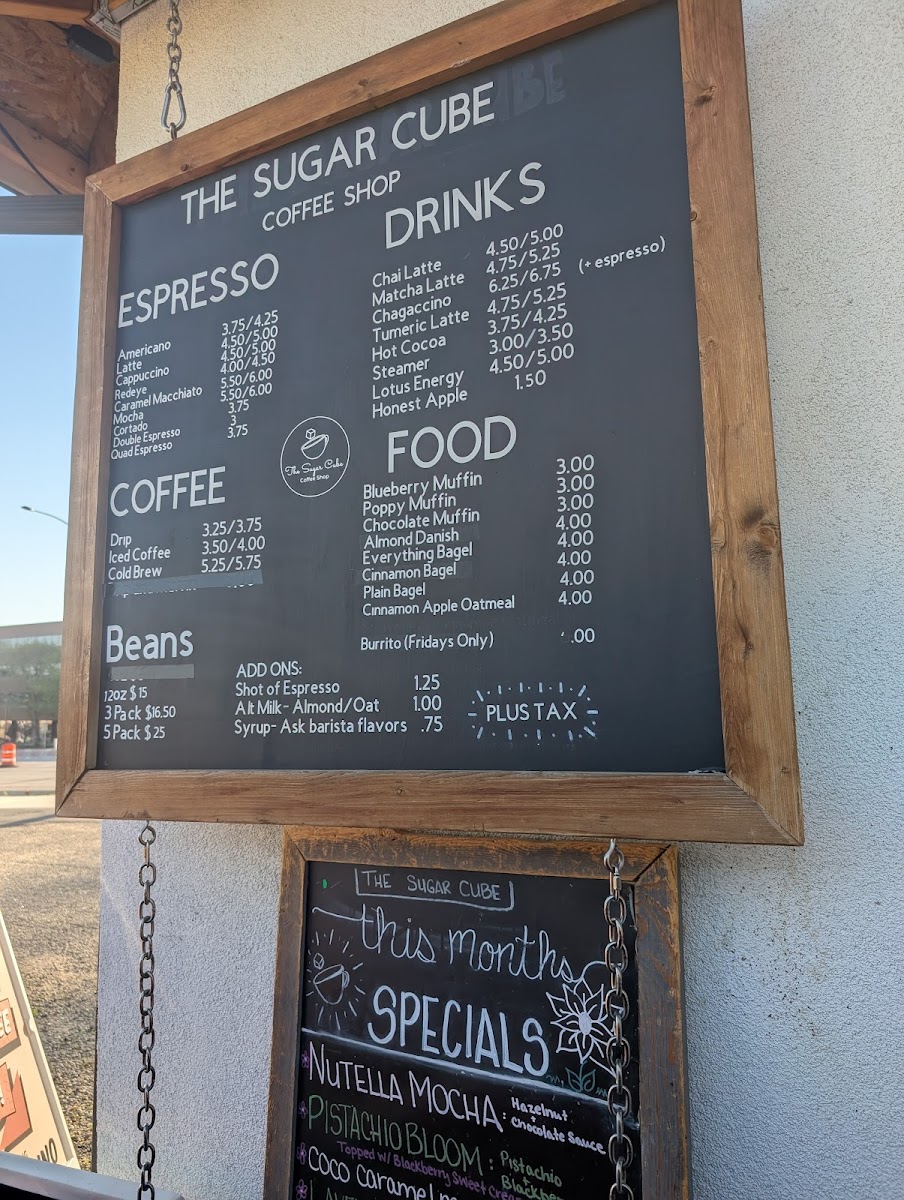 THE SUGAR CUBE
COFFEE SHOP
ESPRESSO
Americano 3.75/4.25
Latte 4.50/5.00
Cappuccino 4.50/5.00
Redeye 4.00/4.50
Caramel Macchiato 5.50/6.00
Mocha 5.50/6.00
Cortado 3.75
Double Espresso 3
Quad Espresso 3.75
COFFEE
Drip 3.25/3.75
Iced Coffee 3.50/4.00
Cold Brew 5.25/5.75
Beans
12oz $15
3 Pack $16.50
5 Pack $25
The Sugar Cube
Coffee Shop
DRINKS
Chai Latte 4.50/5.00
Matcha Latte 4.75/5.25
Chagaccino 6.25/6.75 (+ espresso)
Tumeric Latte 4.75/5.25
Hot Cocoa 3.75/4.25
Steamer 3.00/3.50
Lotus Energy 4.50/5.00
Honest Apple 1.50
FOOD
Blueberry Muffin 3.00
Poppy Muffin 3.00
Chocolate Muffin 3.00
Almond Danish 4.00
Everything Bagel 4.00
Cinnamon Bagel 4.00
Plain Bagel 4.00
Cinnamon Apple Oatmeal 4.00
Burrito (Fridays Only) .00
ADD ONS:
Shot of Espresso 1.25
Alt Milk- Almond/Oat 1.00
Syrup- Ask barista flavors .75
PLUS TAX
THE SUGAR CUBE
this months
SPECIALS
NUTELLA MOCHA: Hazelnut
+
Chocolate Sauce
PISTACHIO BLOOM: Pistachio
+
Topped w/ Blackberry Sweet
COCO Caramel